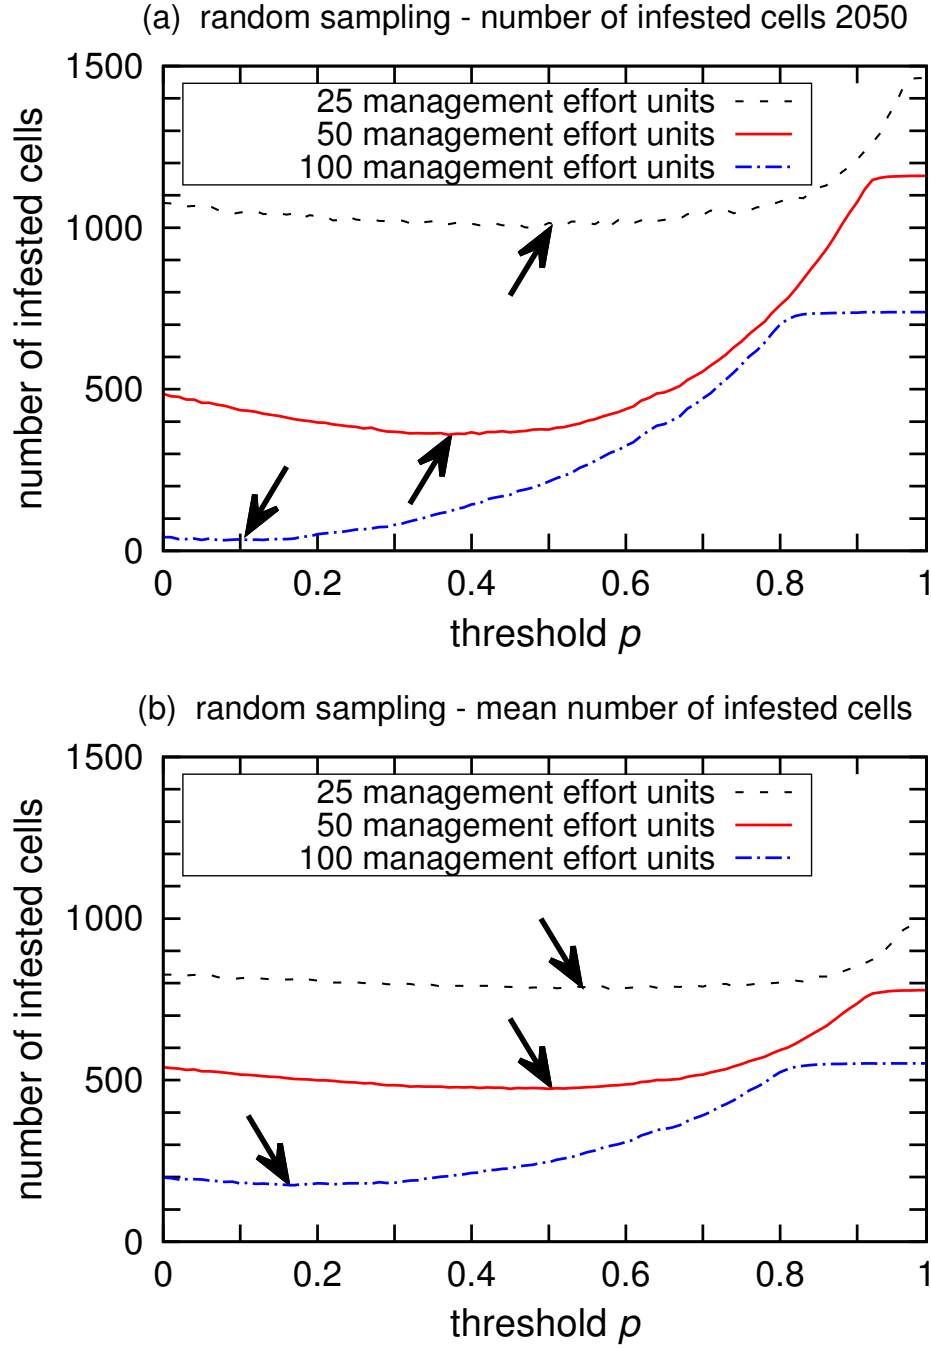 (a) random sampling - number of infested cells 2050
number of infested cells
1500
1000
500
0
25 management effort units
50 management effort units
100 management effort units
0 0.2 0.4 0.6 0.8 1
threshold p
(b) random sampling - mean number of infested cells
number of infested cells
1500
1000
500
0
25 management effort units
50 management effort units
100 management effort units
0 0.2 0.4 0.6 0.8 1
threshold p